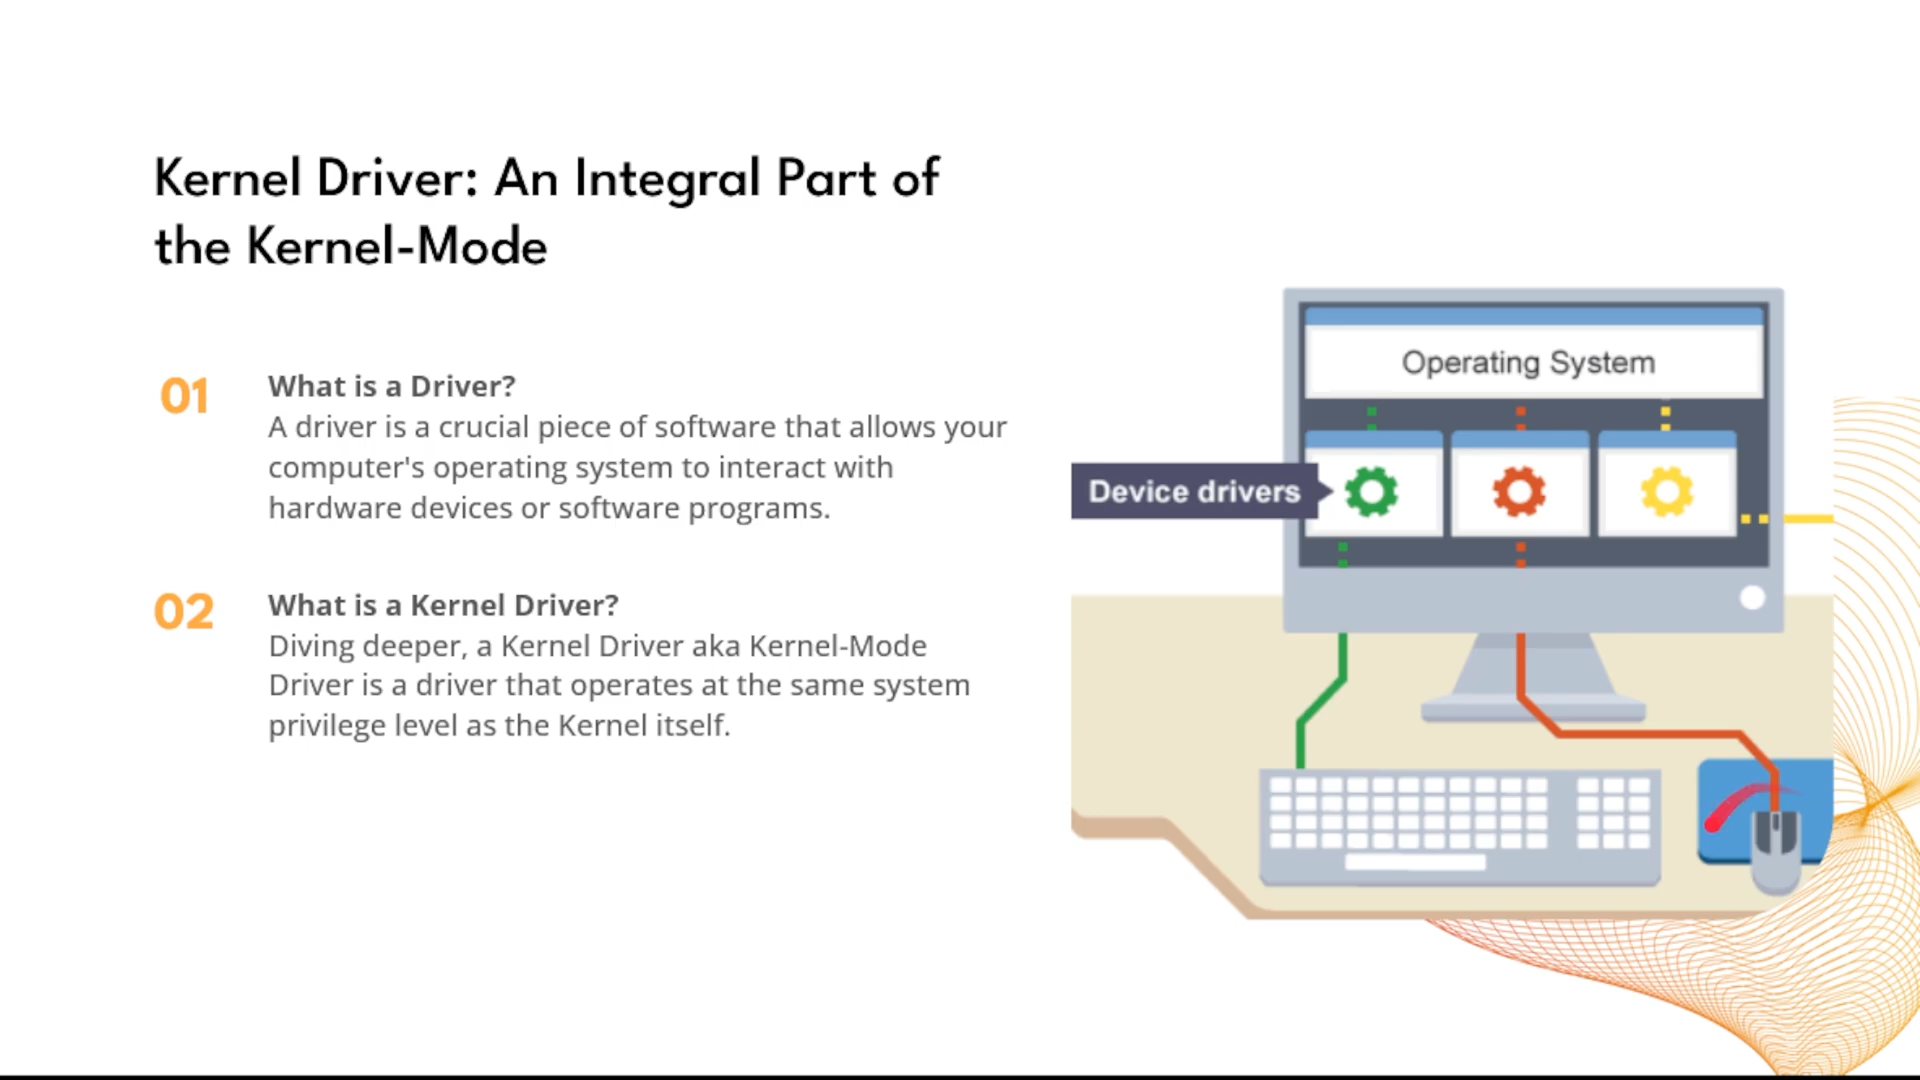 Kernel Driver: An Integral Part of
the Kernel-Mode
01
What is a Driver?
A driver is a crucial piece of software that allows your
computer's operating system to interact with
hardware devices or software programs.
02
What is a Kernel Driver?
Diving deeper, a Kernel Driver aka Kernel-Mode
Driver is a driver that operates at the same system
privilege level as the Kernel itself.
Operating System
Device drivers